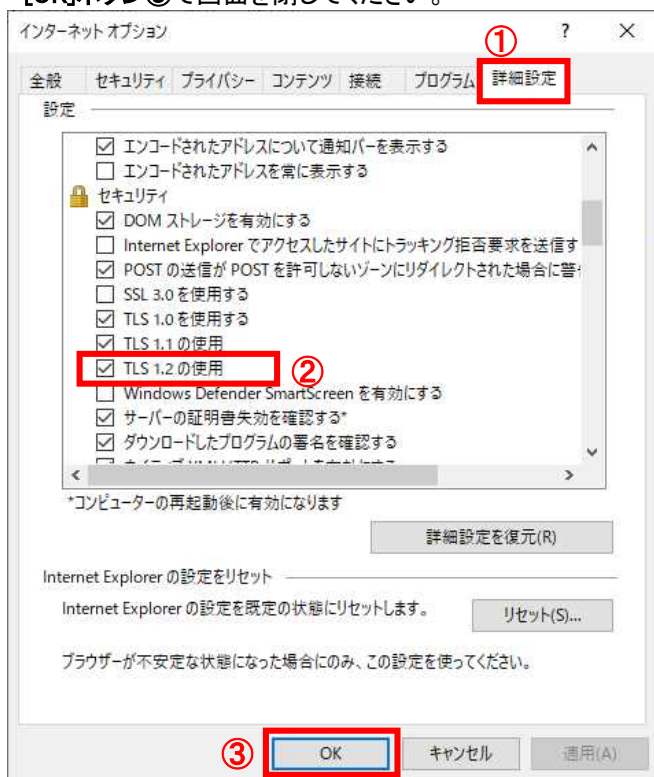 [OK]ボタン③で画面を閉じてください。
インターネット オプション ? ×
①
全般 セキュリティ プライバシー コンテンツ 接続 プログラム 詳細設定
設定
エンコードされたアドレスについて通知バーを表示する
エンコードされたアドレスを常に表示する
セキュリティ
DOM ストレージを有効にする
Internet Explorer でアクセスしたサイトにトラッキング拒否要求を送信す
POST の送信が POST を許可しないゾーンにリダイレクトされた場合に警告
SSL 3.0 を使用する
TLS 1.0 を使用する
TLS 1.1 の使用
TLS 1.2 の使用 ②
Windows Defender SmartScreen を有効にする
サーバーの証明書失効を確認する*
ダウンロードしたプログラムの署名を確認する
*コンピューターの再起動後に有効になります
詳細設定を復元(R)
Internet Explorer の設定をリセット
Internet Explorer の設定を既定の状態にリセットします。
リセット(S)...
ブラウザーが不安定な状態になった場合にのみ、この設定を使ってください。
③ OK キャンセル 適用(A)